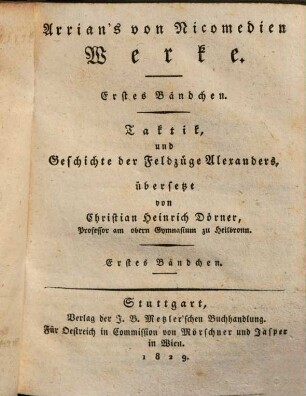 Arrian's von Nicomedien
Werke.
Erstes Bändchen.
Taktik,
und
Geschichte der Feldzüge Alexanders,
übersetzt
von
Christian Heinrich Dörner,
Professor am obern Gymnasium zu Heilbronn.
Erstes Bändchen.
Stuttgart,
Verlag der J. B. Metzler'schen Buchhandlung.
Für Oestreich in Commission von Mörschner und Jasper
in Wien.
1829.